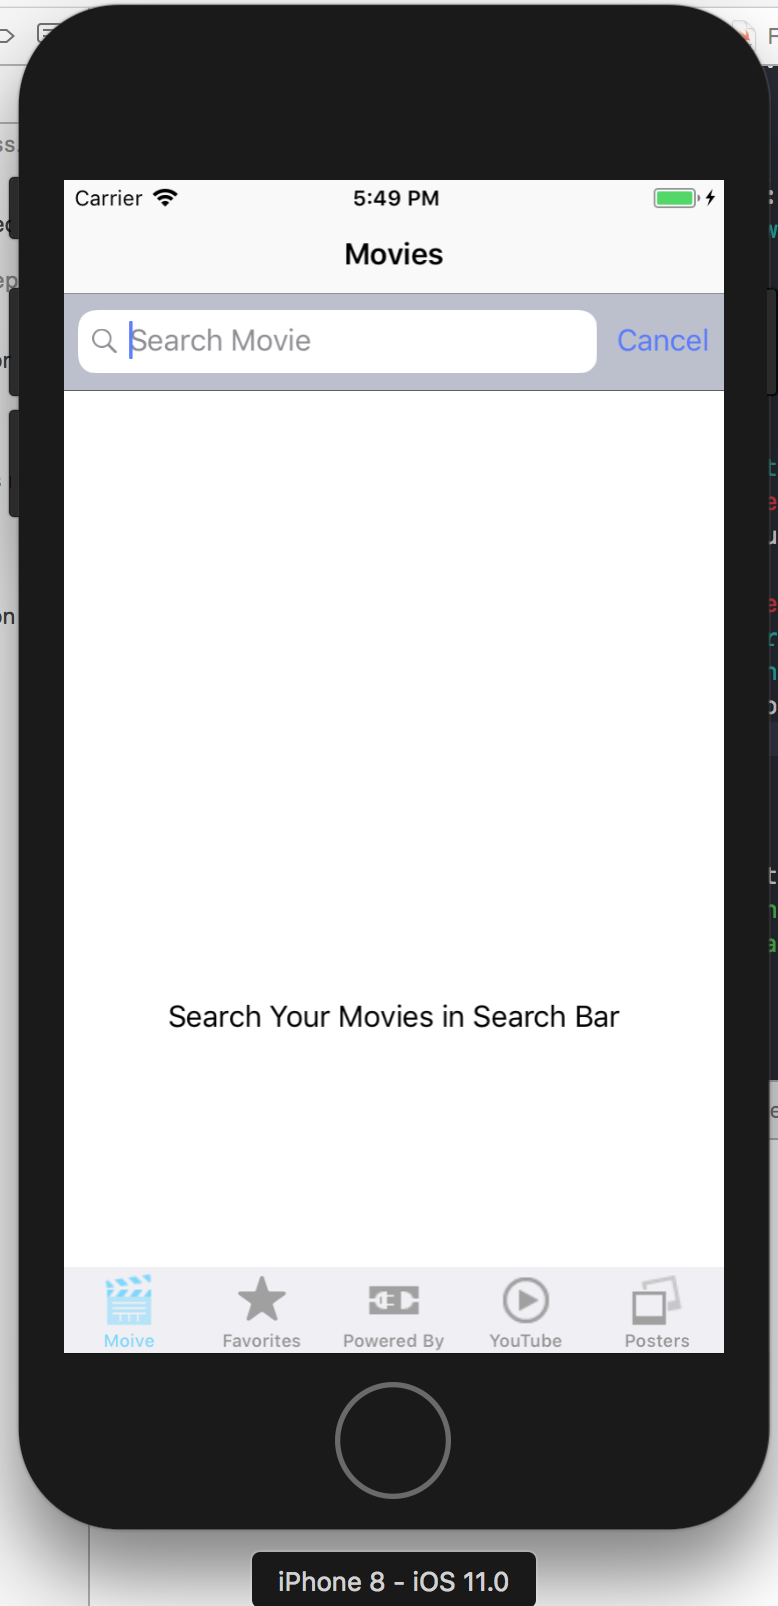 Carrier 5:49 PM
Movies
Search Movie Cancel
Search Your Movies in Search Bar
Moive Favorites Powered By YouTube Posters
iPhone 8 - iOS 11.0